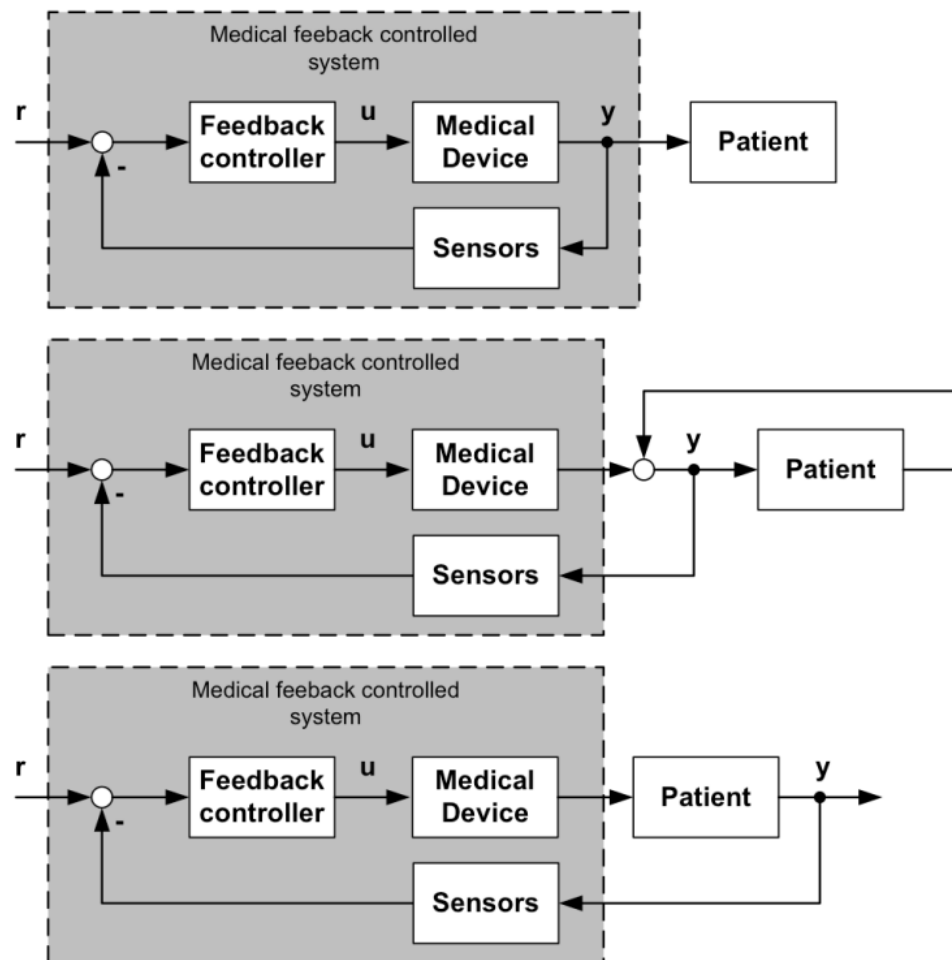 Medical feeback controlled
system
r
Feedback
controller
u
Medical
Device
y
Patient
-
Sensors
Medical feeback controlled
system
r
Feedback
controller
u
Medical
Device
y
Patient
-
Sensors
Medical feeback controlled
system
r
Feedback
controller
u
Medical
Device
Patient
y
-
Sensors